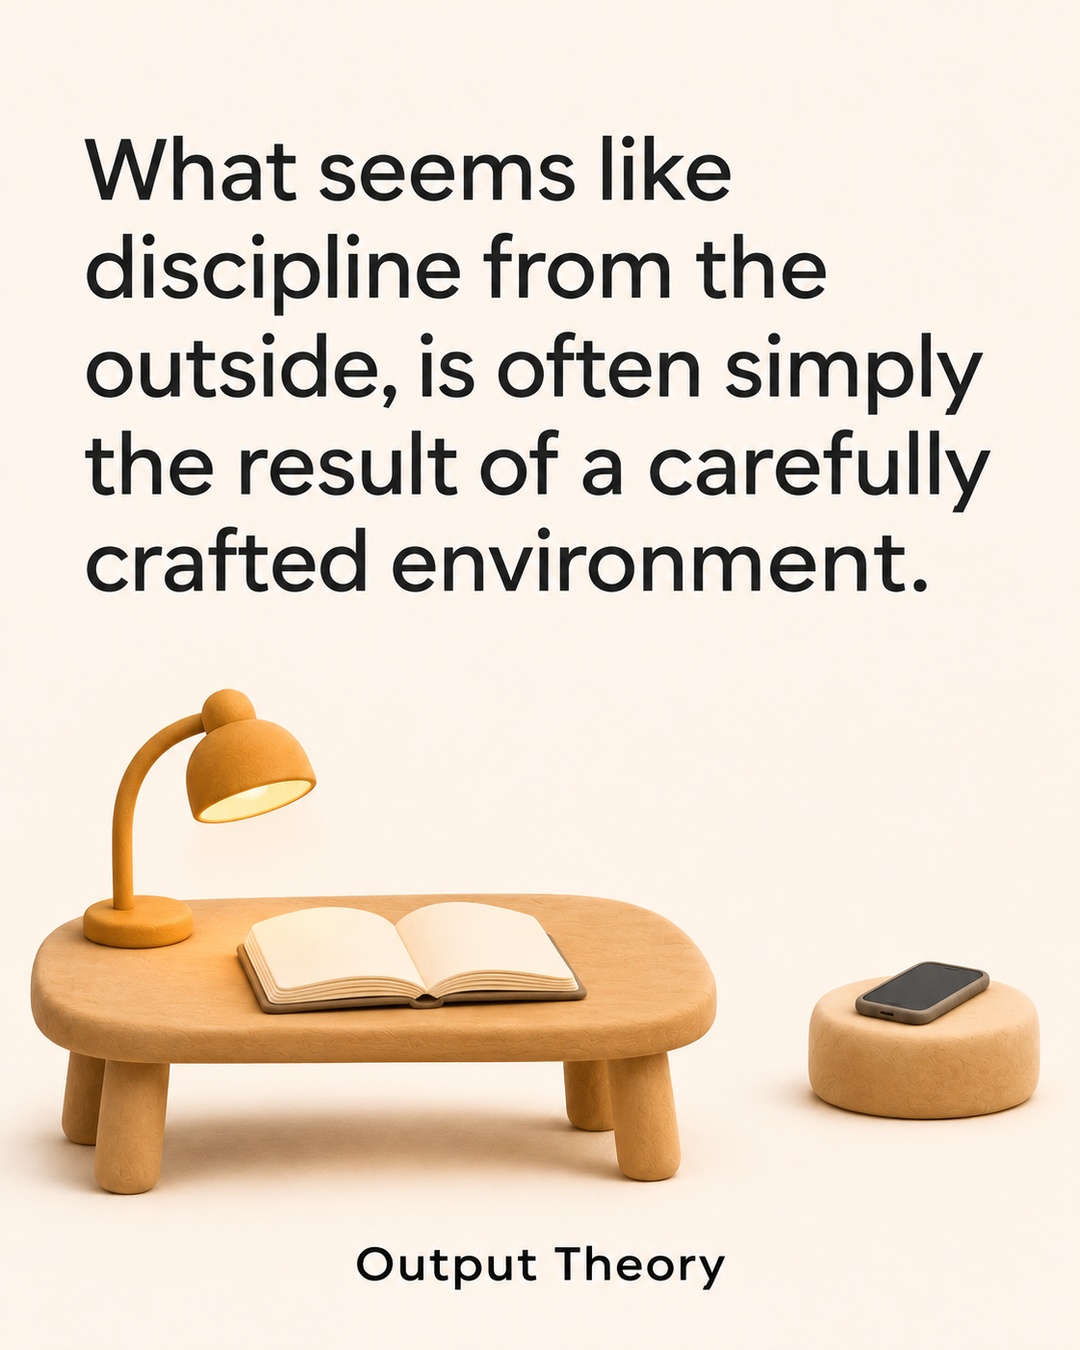 What seems like
discipline from the
outside, is often simply
the result of a carefully
crafted environment.
Output Theory